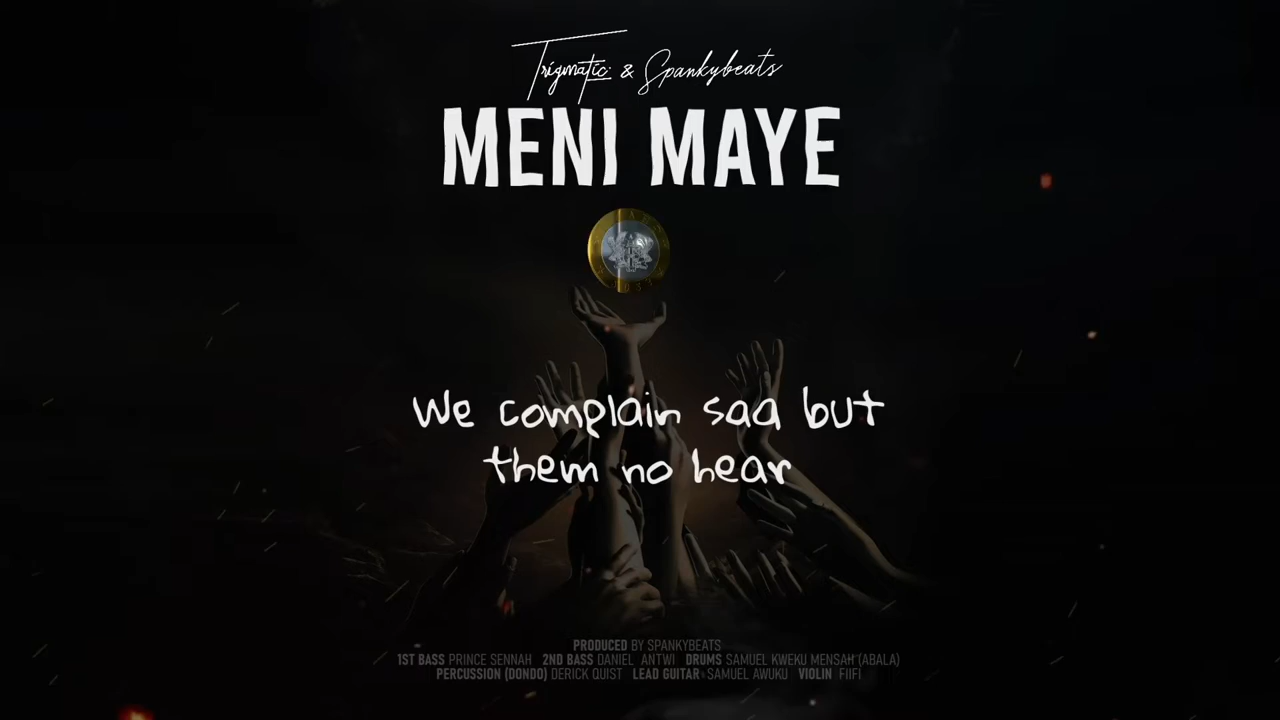 Trigmatic & Spankybeats
MENI MAYE
We complain saa but
them no hear
PRODUCED BY SPANKYBEATS
1ST BASS PRINCE SENNAH 2ND BASS DANIEL ANTWI DRUMS SAMUEL KWEKU MENSAH (ABALA)
PERCUSSION (DONDO) DERICK QUIST LEAD GUITAR SAMUEL AWUKU VIOLIN FIIFI